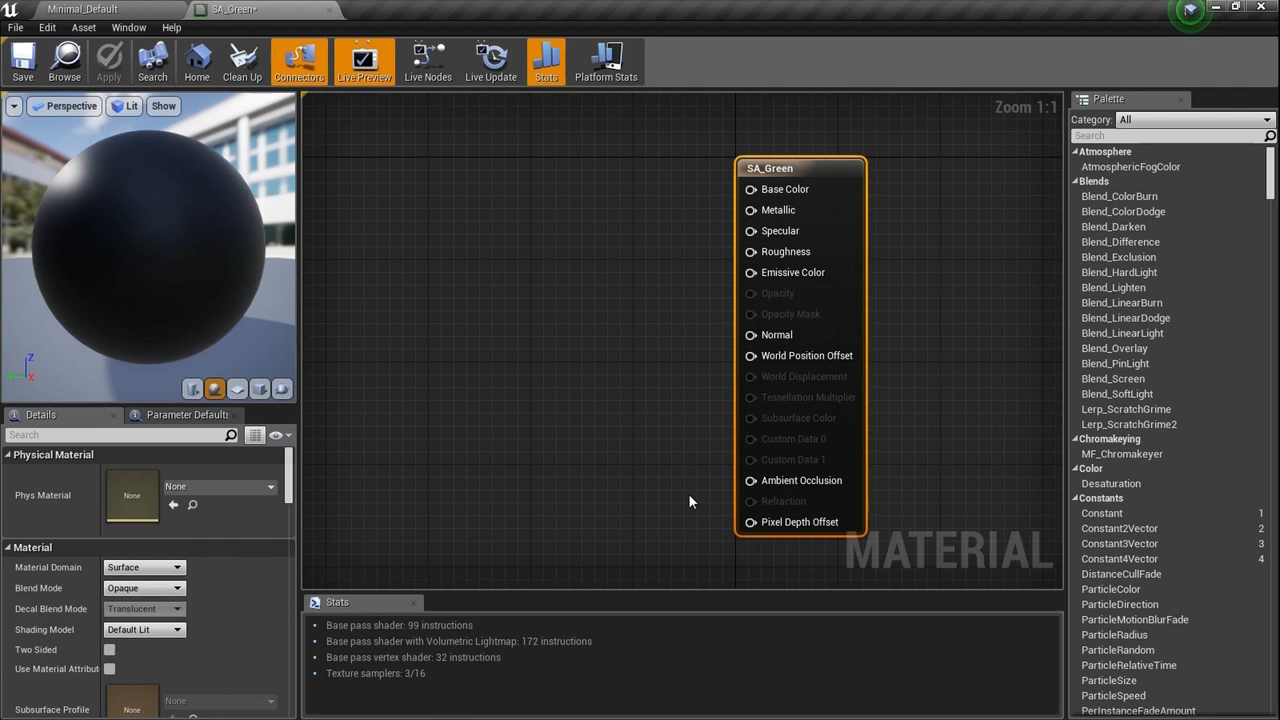 Minimal_Default
SA_Green*
File Edit Asset Window Help
Save Browse Apply Search Home Clean Up Connectors Live Preview Live Nodes Live Update Stats Platform Stats
Perspective Lit Show
Z
X
Zoom 1:1
SA_Green
Base Color
Metallic
Specular
Roughness
Emissive Color
Opacity
Opacity Mask
Normal
World Position Offset
World Displacement
Tessellation Multiplier
Subsurface Color
Custom Data 0
Custom Data 1
Ambient Occlusion
Refraction
Pixel Depth Offset
MATERIAL
Details
Parameter Default
Search
Physical Material
Phys Material
None
None
Material
Material Domain Surface
Blend Mode Opaque
Decal Blend Mode Translucent
Shading Model Default Lit
Two Sided
Use Material Attribut
Subsurface Profile
None
None
Stats
Base pass shader: 99 instructions
Base pass shader with Volumetric Lightmap: 172 instructions
Base pass vertex shader: 32 instructions
Texture samplers: 3/16
Palette
Category: All
Search
Atmosphere
AtmosphericFogColor
Blends
Blend_ColorBurn
Blend_ColorDodge
Blend_Darken
Blend_Difference
Blend_Exclusion
Blend_HardLight
Blend_Lighten
Blend_LinearBurn
Blend_LinearDodge
Blend_LinearLight
Blend_Overlay
Blend_PinLight
Blend_Screen
Blend_SoftLight
Lerp_ScratchGrime
Lerp_ScratchGrime2
Chromakeying
MF_Chromakeyer
Color
Desaturation
Constants
Constant 1
Constant2Vector 2
Constant3Vector 3
Constant4Vector 4
DistanceCullFade
ParticleColor
ParticleDirection
ParticleMotionBlurFade
ParticleRadius
ParticleRandom
ParticleRelativeTime
ParticleSize
ParticleSpeed
PerInstanceFadeAmount